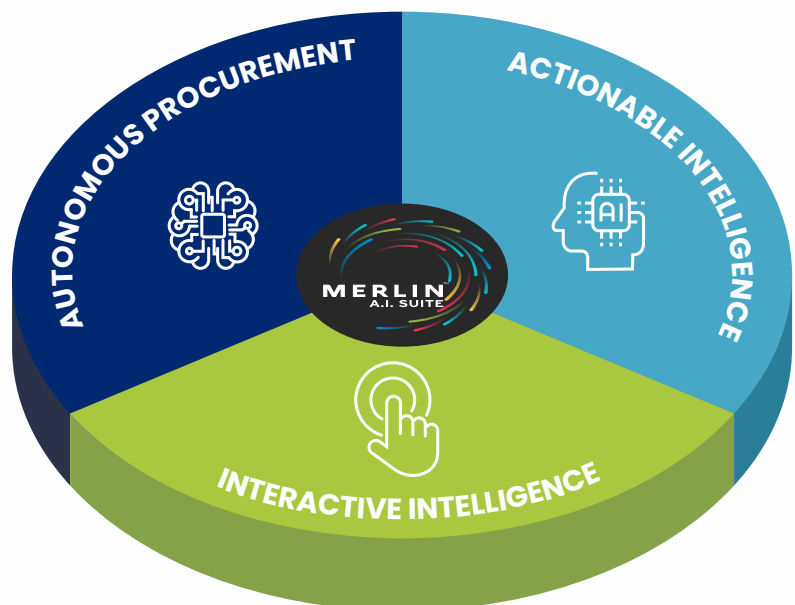 AUTONOMOUS PROCUREMENT
ACTIONABLE INTELLIGENCE
AI
MERLIN
A.I. SUITE
INTERACTIVE INTELLIGENCE